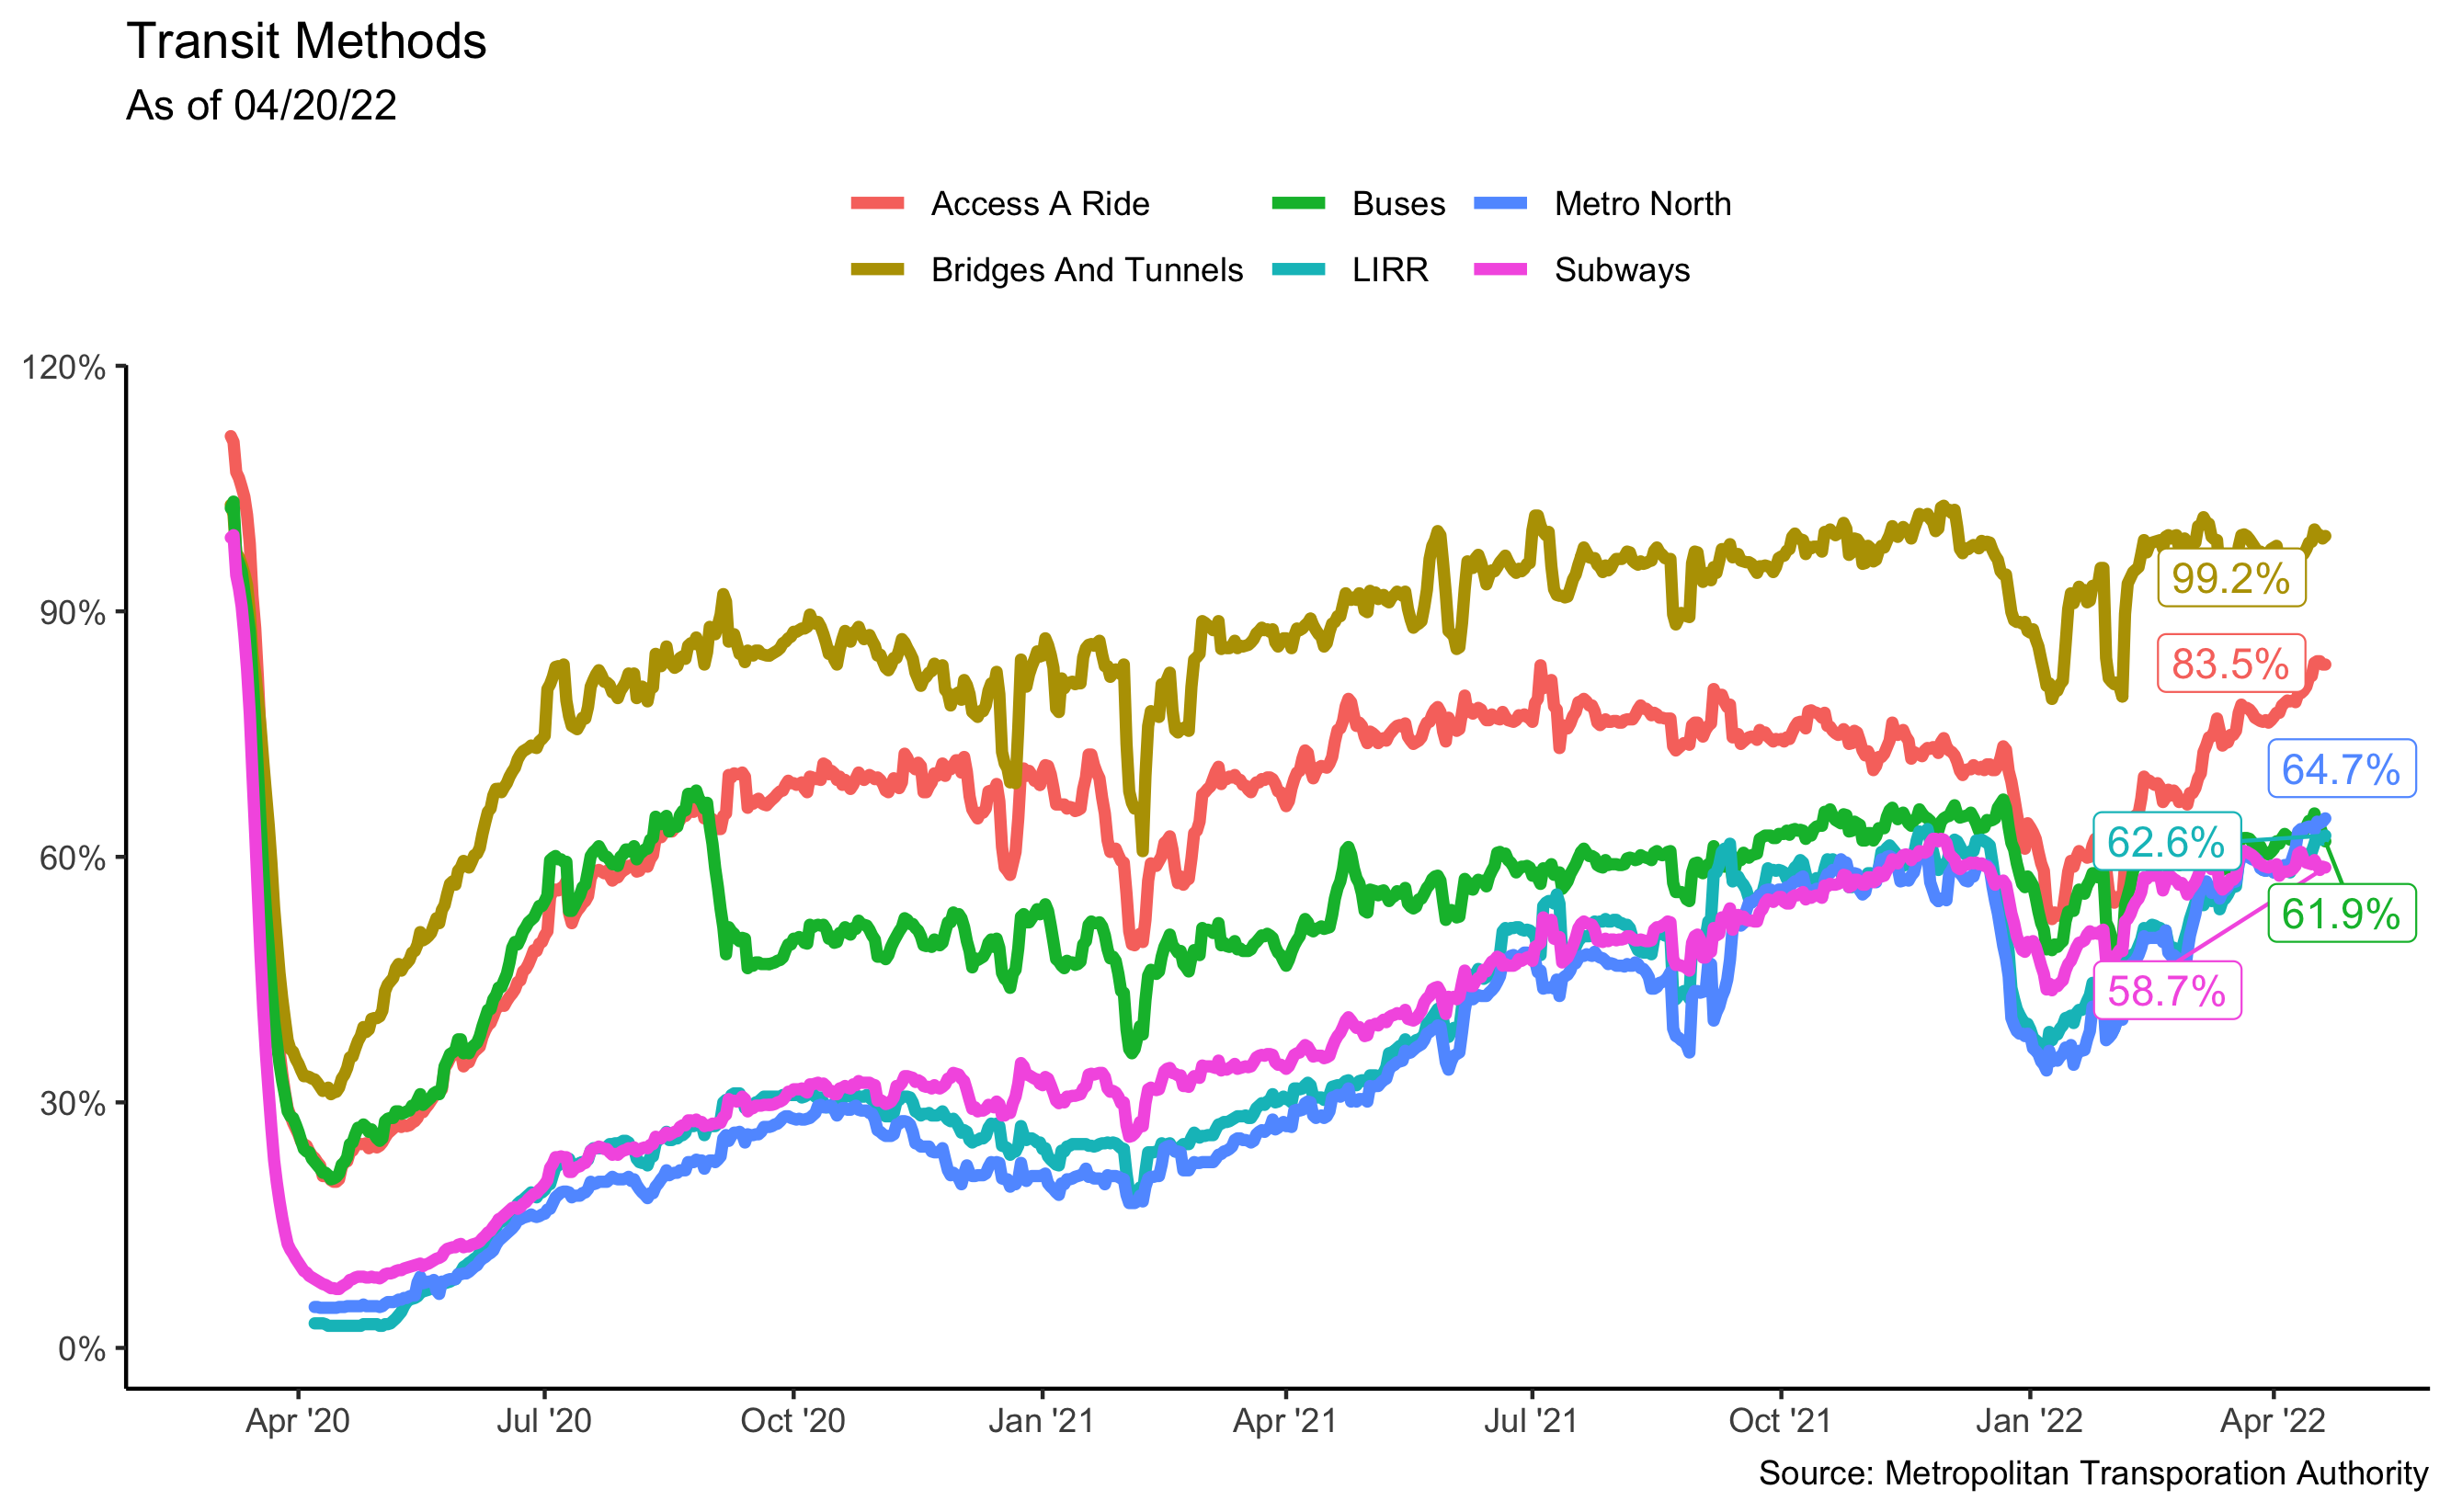 Transit Methods
As of 04/20/22
Access A Ride Buses Metro North
Bridges And Tunnels LIRR Subways
120%
90%
60%
30%
0%
99.2%
83.5%
64.7%
62.6%
61.9%
58.7%
Apr '20 Jul '20 Oct '20 Jan '21 Apr '21 Jul '21 Oct '21 Jan '22 Apr '22
Source: Metropolitan Transporation Authority